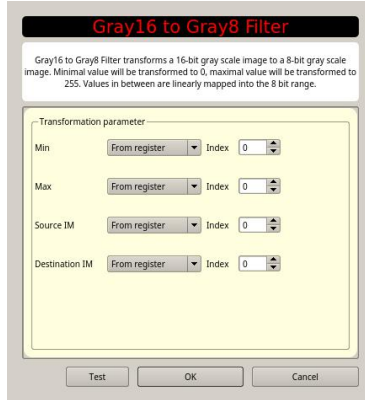 Gray16 to Gray8 Filter
Gray16 to Gray8 Filter transforms a 16-bit gray scale image to a 8-bit gray scale
image. Minimal value will be transformed to 0, maximal value will be transformed to
255. Values in between are linearly mapped into the 8 bit range.
Transformation parameter
Min From register Index 0
Max From register Index 0
Source IM From register Index 0
Destination IM From register Index 0
Test OK Cancel